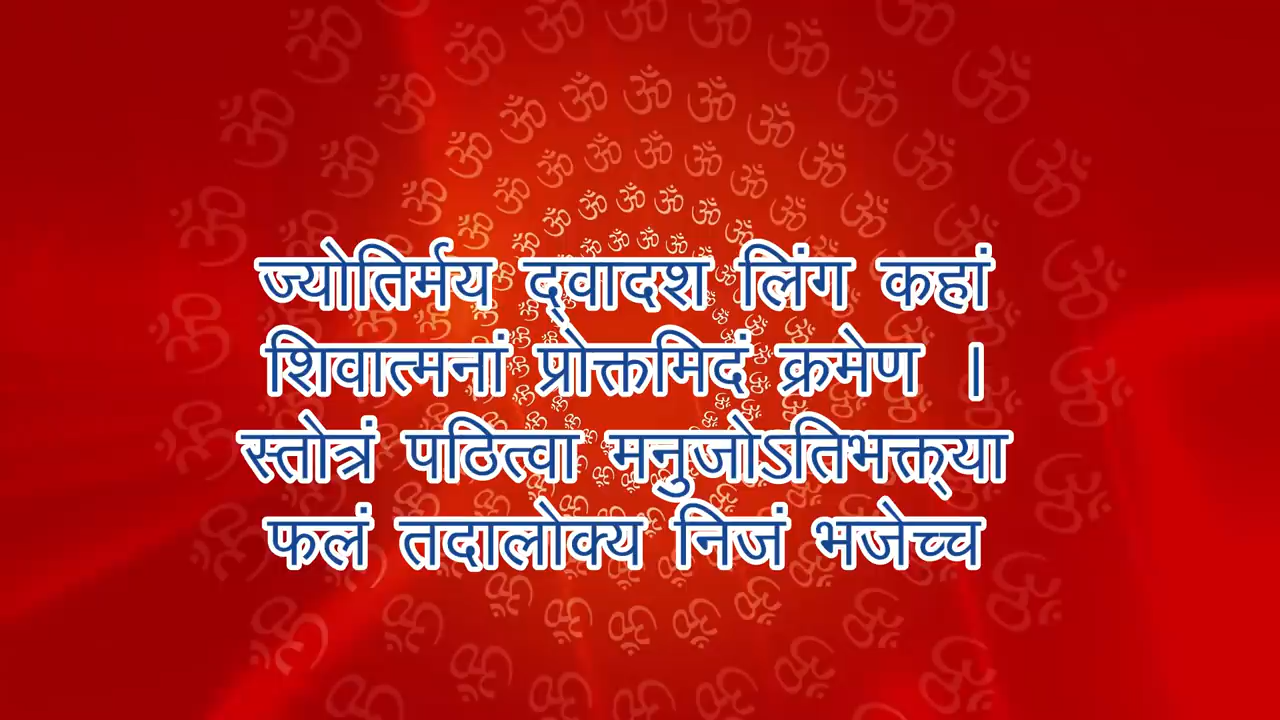 ज्योतिर्मय द्वादश लिंग कहां
शिवात्मनां प्रोक्तमिदं क्रमेण ।
स्तोत्रं पठित्वा मनुजोऽतिभक्त्या
फलं तदालोक्य निजं भजेच्च